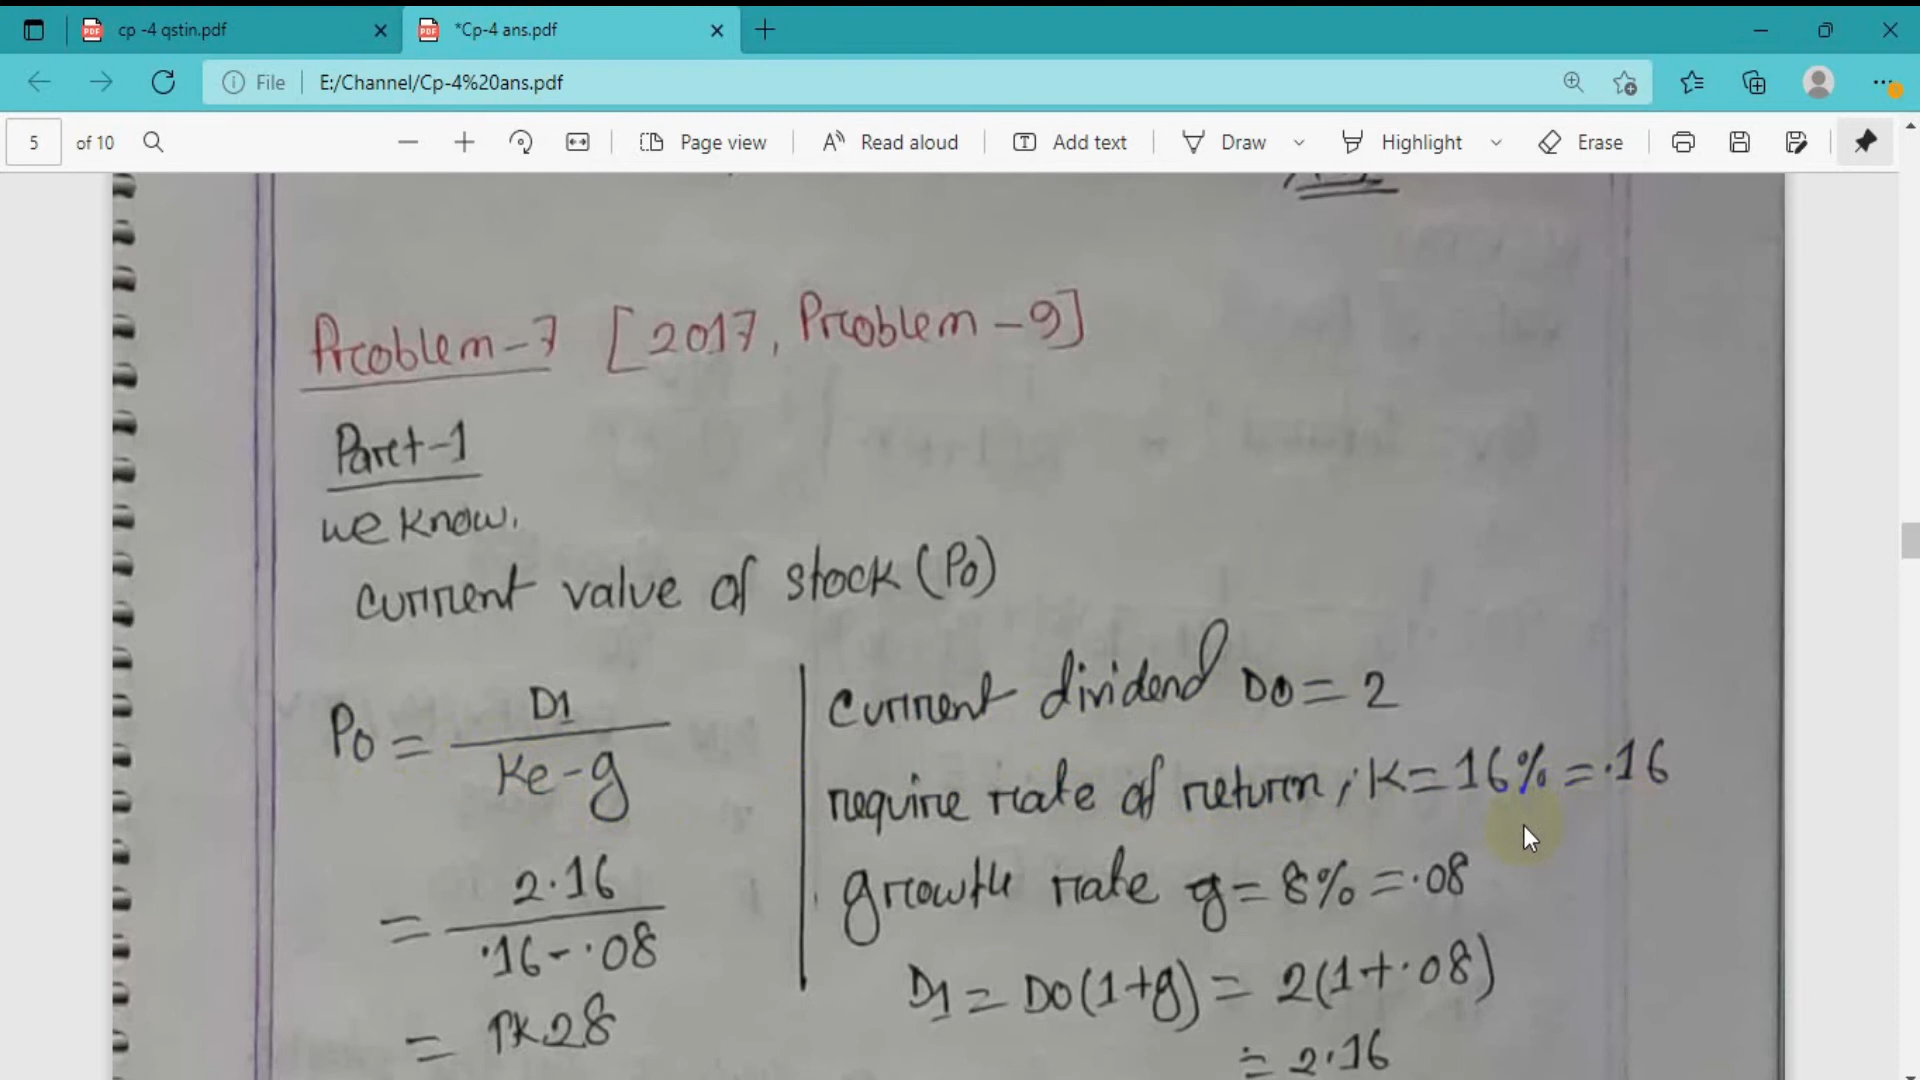 cp -4 qstin.pdf
*Cp-4 ans.pdf
File
E:/Channel/Cp-4%20ans.pdf
5 of 10
Page view
Read aloud
Add text
Draw
Highlight
Erase
Problem-7 [2017, Problem-9]
Part-1
we know,
current value of stock (P0)
P0 = D1 / Ke-g
= 2.16 / .16-.08
= TK28
current dividend D0 = 2
require rate of return, K = 16% = .16
growth rate g = 8% = .08
D1 = D0(1+g) = 2(1+.08)
= 2.16